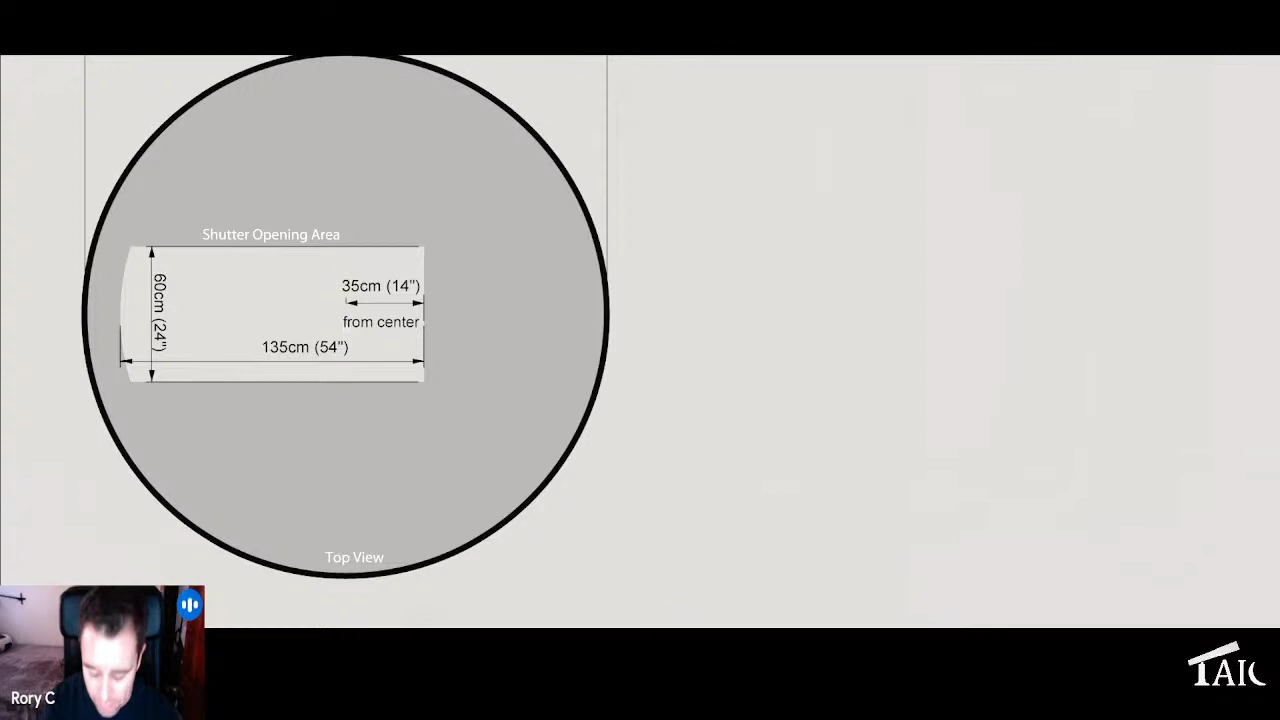 Shutter Opening Area
60cm (24")
35cm (14")
from center
135cm (54")
Top View
Rory C
TAIC